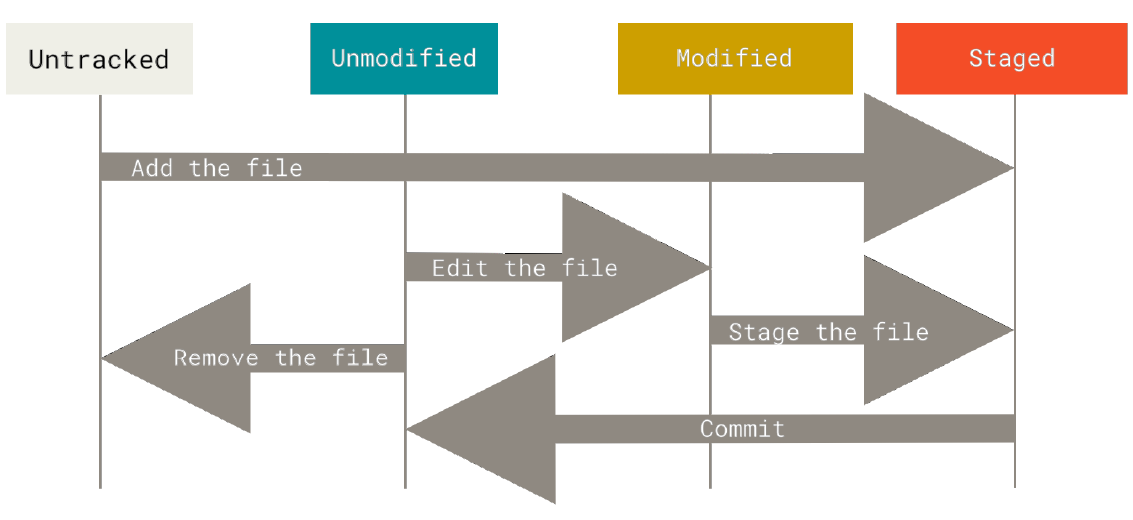 Untracked
Unmodified
Modified
Staged
Add the file
Edit the file
Stage the file
Remove the file
Commit